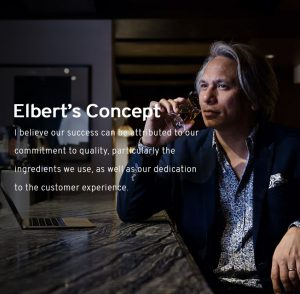 Elbert's Concept
I believe our success can be attributed to our
commitment to quality, particularly the
ingredients we use, as well as our dedication
to the customer experience.